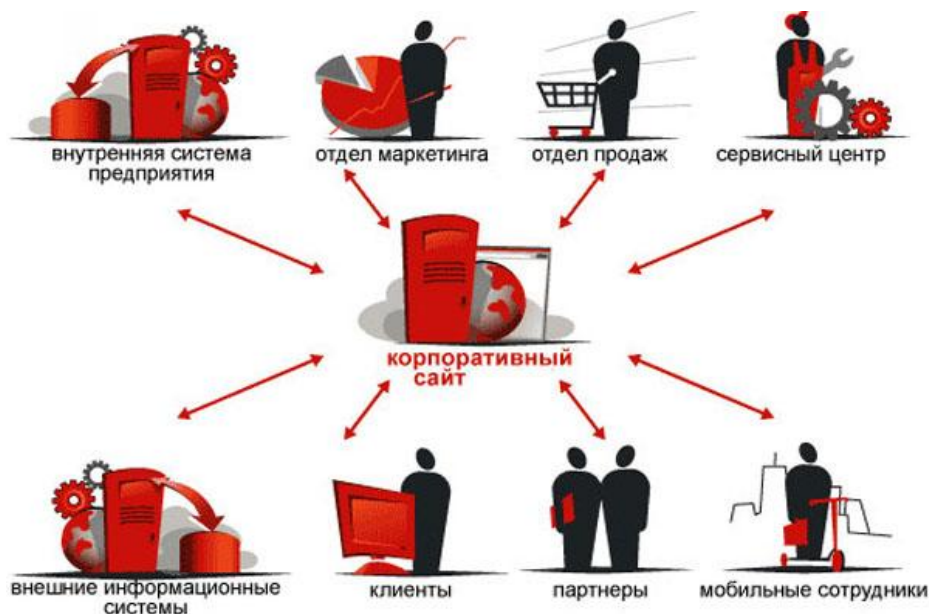 внутренняя система
предприятия
отдел маркетинга
отдел продаж
сервисный центр
корпоративный
сайт
внешние информационные
системы
клиенты
партнеры
мобильные сотрудники